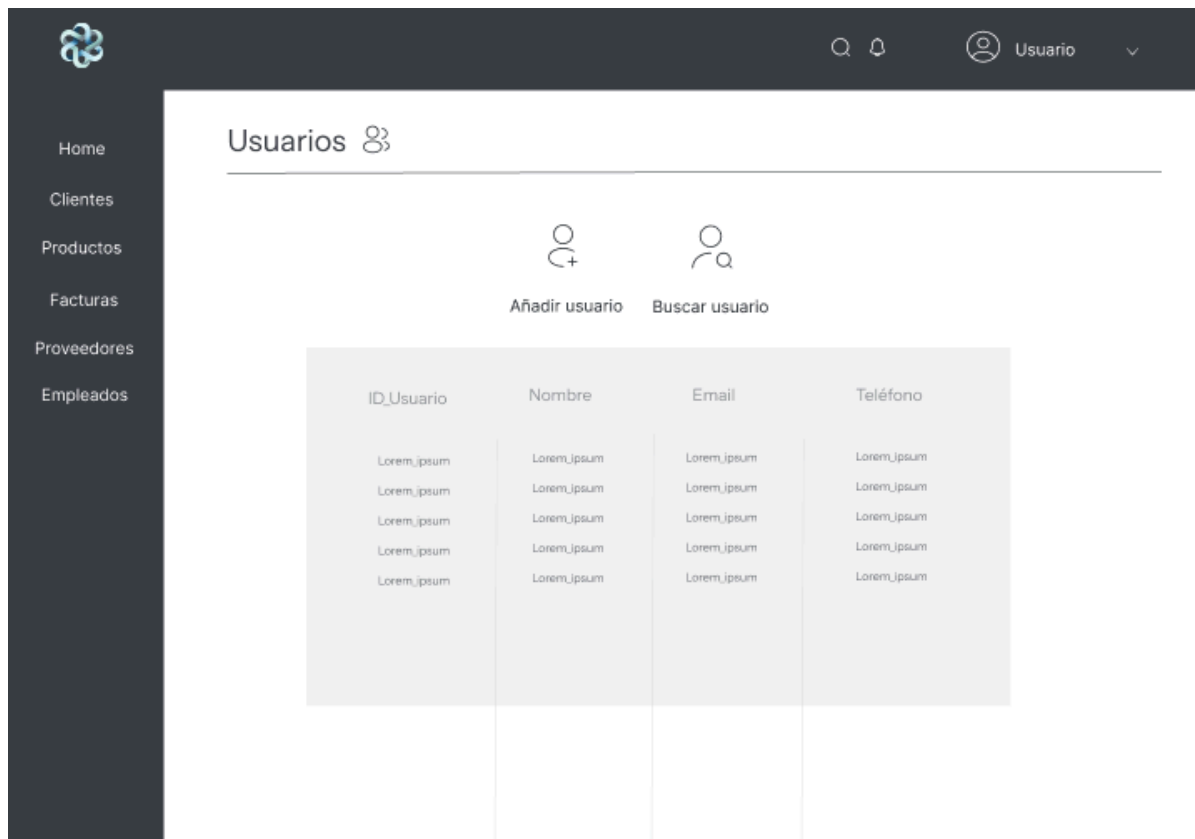 Usuario
Home
Clientes
Productos
Facturas
Proveedores
Empleados
Usuarios
Añadir usuario Buscar usuario
ID_Usuario Nombre Email Teléfono
Lorem_ipsum Lorem_ipsum Lorem_ipsum Lorem_ipsum
Lorem_ipsum Lorem_ipsum Lorem_ipsum Lorem_ipsum
Lorem_ipsum Lorem_ipsum Lorem_ipsum Lorem_ipsum
Lorem_ipsum Lorem_ipsum Lorem_ipsum Lorem_ipsum
Lorem_ipsum Lorem_ipsum Lorem_ipsum Lorem_ipsum